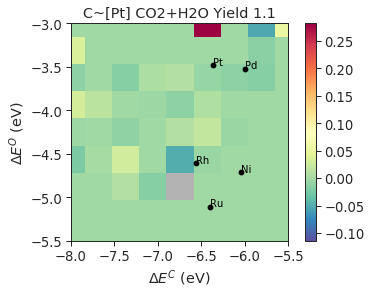 C~[Pt] CO2+H2O Yield 1.1
−3.0
−3.5
−4.0
−4.5
−5.0
−5.5
ΔE^O (eV)
Pt
Pd
Rh
Ni
Ru
−8.0 −7.5 −7.0 −6.5 −6.0 −5.5
ΔE^C (eV)
0.25
0.20
0.15
0.10
0.05
0.00
−0.05
−0.10